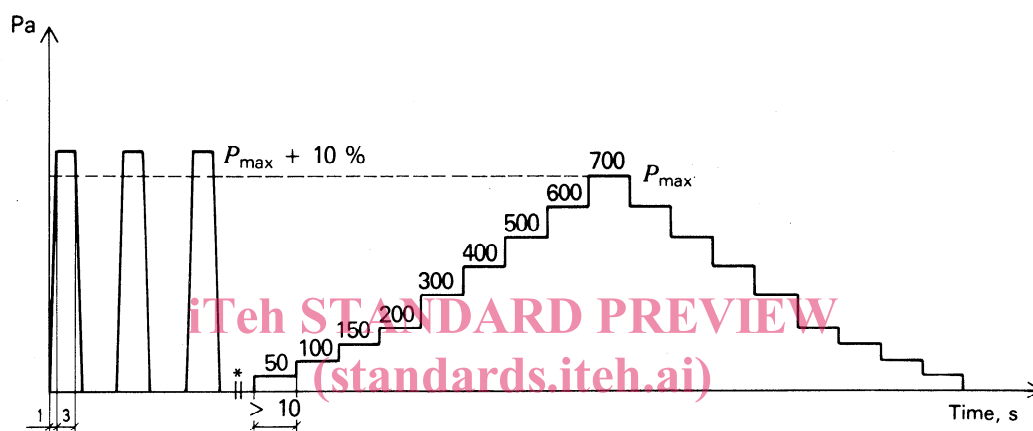 Pa
Pmax + 10 %
700
Pmax
600
500
400
300
200
150
100
50
iTeh STANDARD PREVIEW
(standards.iteh.ai)
*
1 3
> 10
Time, s